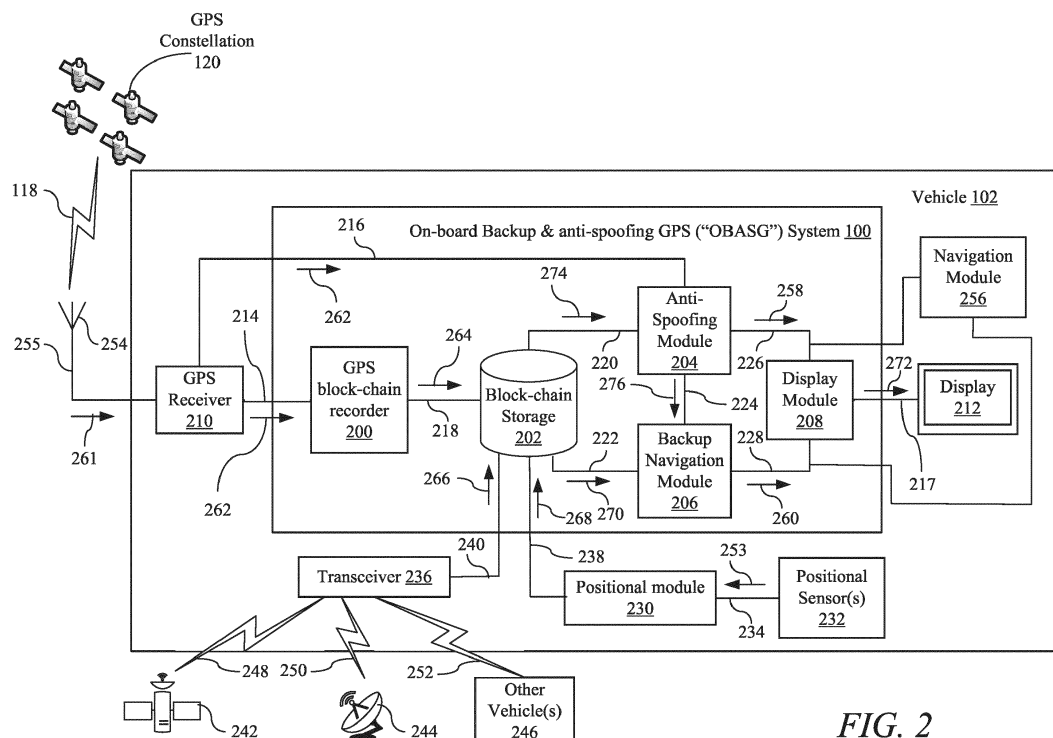 GPS
Constellation
120
118
Vehicle 102
On-board Backup & anti-spoofing GPS ("OBASG") System 100
216
262
274
Anti-
Spoofing
Module
204
258
Navigation
Module
256
254
255
214
264
220
226
276
224
GPS
Receiver
210
GPS
block-chain
recorder
200
218
Block-chain
Storage
202
Display
Module
208
272
Display
212
217
261
262
266
268
222
270
Backup
Navigation
Module
206
228
260
240
238
253
Transceiver 236
Positional module
230
234
Positional
Sensor(s)
232
248
250
252
242
244
Other
Vehicle(s)
246
FIG. 2